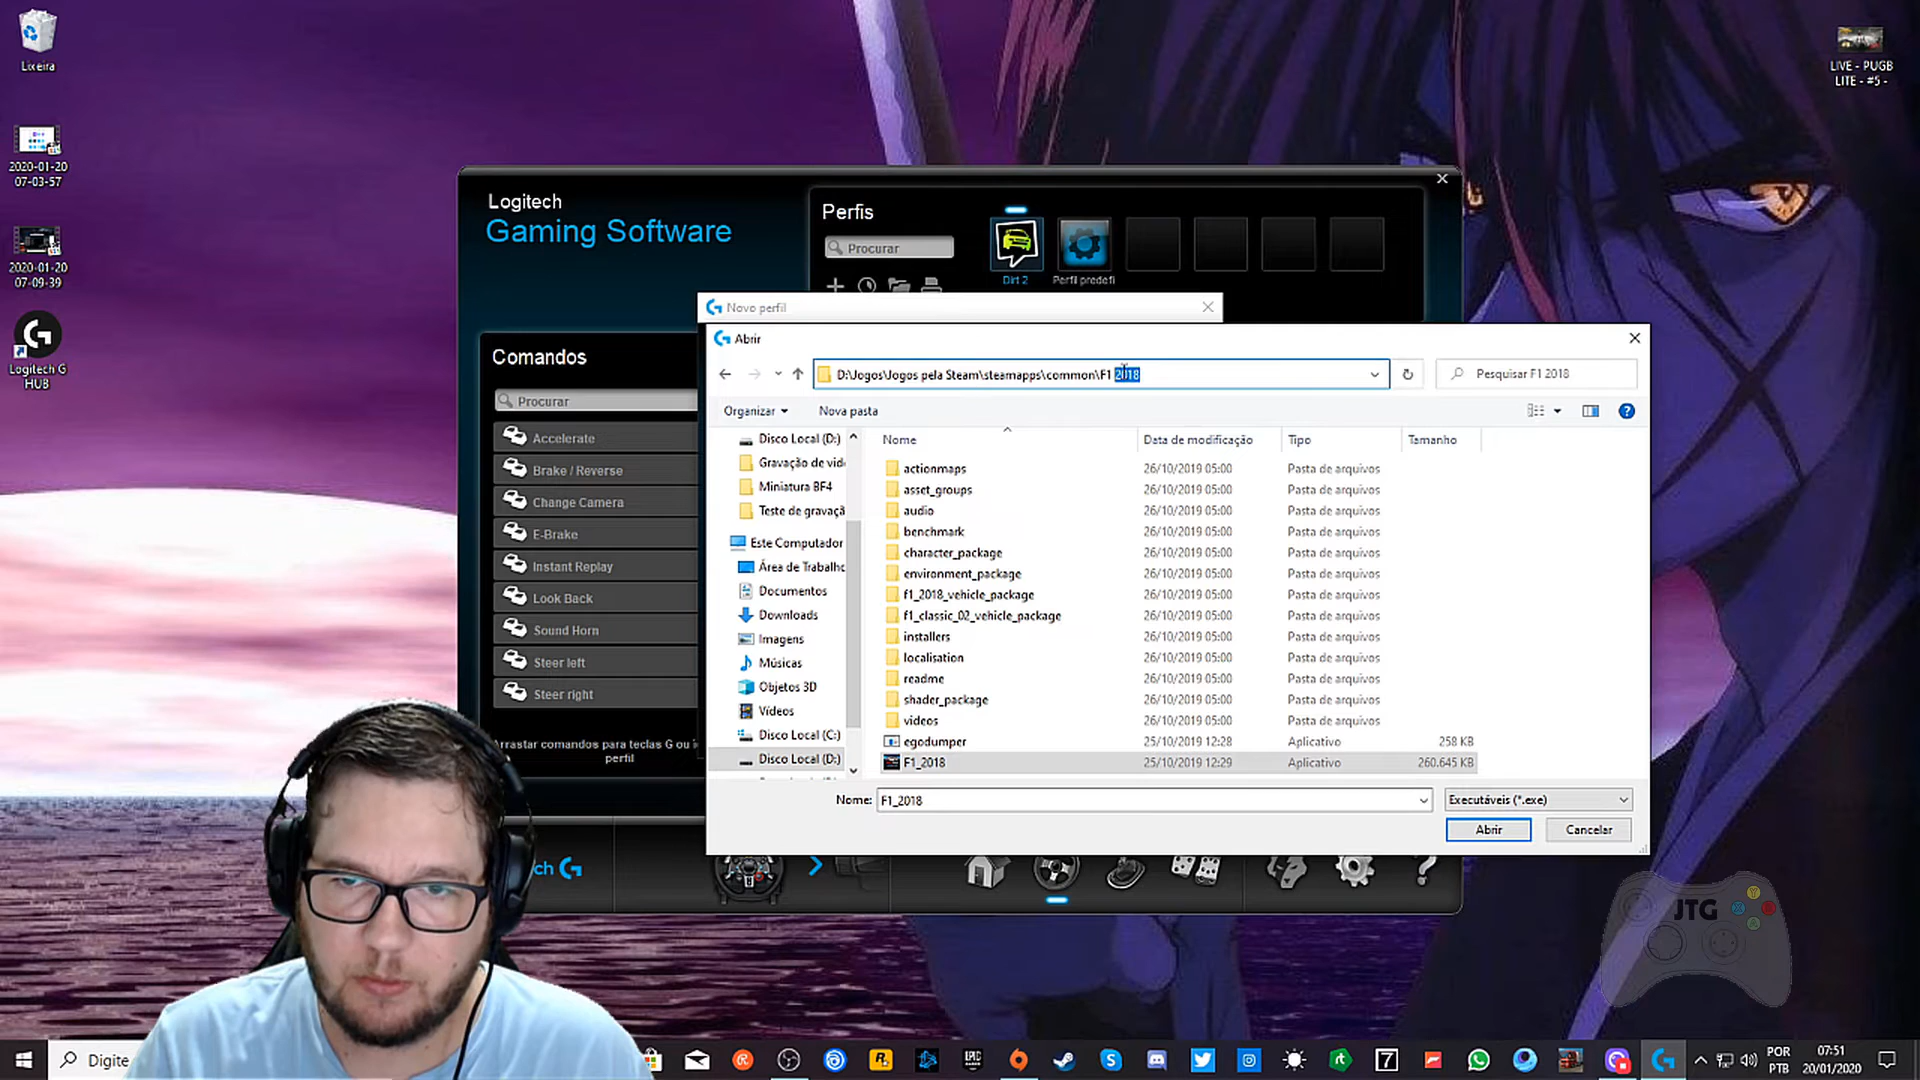 Lixeira
2020-01-20
07-03-57
2020-01-20
07-09-39
Logitech G
HUB
LIVE - PUGB
LITE - #5 -
Logitech
Gaming Software
Perfis
Procurar
Dirt 2
Perfil predefi
Comandos
Procurar
Accelerate
Brake / Reverse
Change Camera
E-Brake
Instant Replay
Look Back
Sound Horn
Steer left
Steer right
Arrastar comandos para teclas G ou
perfil
Novo perfil
Abrir
D:\Jogos\Jogos pela Steam\steamapps\common\F1 2018
Pesquisar F1 2018
Organizar
Nova pasta
Disco Local (D:)
Gravação de vid
Miniatura BF4
Teste de gravaçã
Este Computador
Área de Trabalho
Documentos
Downloads
Imagens
Músicas
Objetos 3D
Vídeos
Disco Local (C:)
Disco Local (D:)
Nome Data de modificação Tipo Tamanho
actionmaps 26/10/2019 05:00 Pasta de arquivos
asset_groups 26/10/2019 05:00 Pasta de arquivos
audio 26/10/2019 05:00 Pasta de arquivos
benchmark 26/10/2019 05:00 Pasta de arquivos
character_package 26/10/2019 05:00 Pasta de arquivos
environment_package 26/10/2019 05:00 Pasta de arquivos
f1_2018_vehicle_package 26/10/2019 05:00 Pasta de arquivos
f1_classic_02_vehicle_package 26/10/2019 05:00 Pasta de arquivos
installers 26/10/2019 05:00 Pasta de arquivos
localisation 26/10/2019 05:00 Pasta de arquivos
readme 26/10/2019 05:00 Pasta de arquivos
shader_package 26/10/2019 05:00 Pasta de arquivos
videos 26/10/2019 05:00 Pasta de arquivos
egodumper 25/10/2019 12:28 Aplicativo 258 KB
F1_2018 25/10/2019 12:29 Aplicativo 260.645 KB
Nome: F1_2018
Executáveis (*.exe)
Abrir
Cancelar
ech
JTG
Digite
EPIC
POR
PTB
07:51
20/01/2020